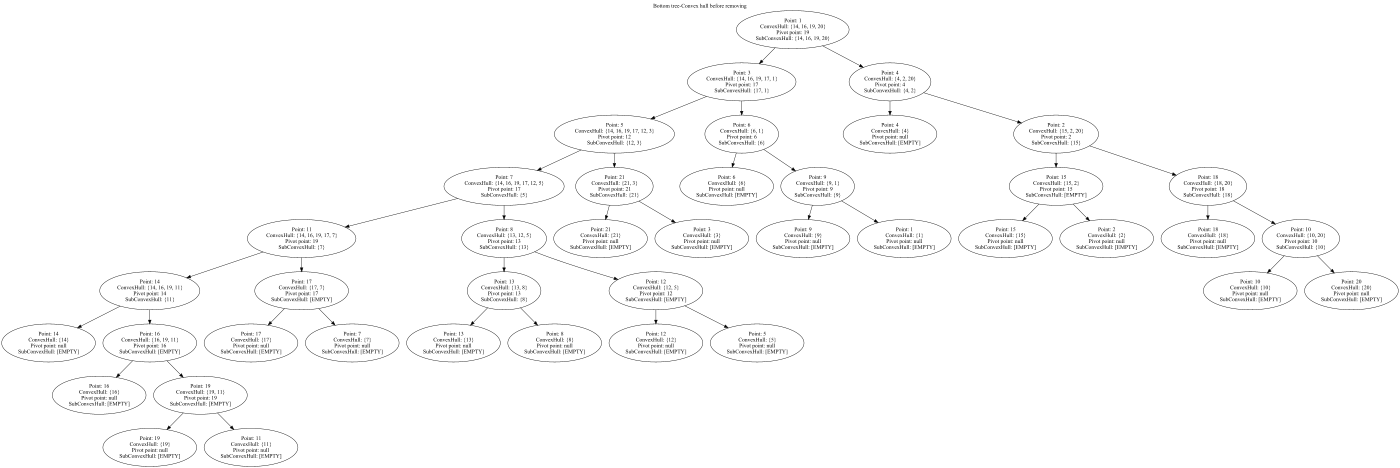 Bottom tree-Convex hull before removing
Point: 1
ConvexHull: {14, 16, 19, 20}
Pivot point: 19
SubConvexHull: {14, 16, 19, 20}
Point: 3
ConvexHull: {14, 16, 19, 17, 1}
Pivot point: 17
SubConvexHull: {17, 1}
Point: 4
ConvexHull: {4, 2, 20}
Pivot point: 4
SubConvexHull: {4, 2}
Point: 5
ConvexHull: {14, 16, 19, 17, 12, 3}
Pivot point: 12
SubConvexHull: {12, 3}
Point: 6
ConvexHull: {6, 1}
Pivot point: 6
SubConvexHull: {6}
Point: 4
ConvexHull: {4}
Pivot point: null
SubConvexHull: [EMPTY]
Point: 2
ConvexHull: {15, 2, 20}
Pivot point: 2
SubConvexHull: {15}
Point: 7
ConvexHull: {14, 16, 19, 17, 12, 5}
Pivot point: 17
SubConvexHull: {5}
Point: 21
ConvexHull: {21, 3}
Pivot point: 21
SubConvexHull: {21}
Point: 6
ConvexHull: {6}
Pivot point: null
SubConvexHull: [EMPTY]
Point: 9
ConvexHull: {9, 1}
Pivot point: 9
SubConvexHull: {9}
Point: 15
ConvexHull: {15, 2}
Pivot point: 15
SubConvexHull: [EMPTY]
Point: 18
ConvexHull: {18, 20}
Pivot point: 18
SubConvexHull: {18}
Point: 11
ConvexHull: {14, 16, 19, 17, 7}
Pivot point: 19
SubConvexHull: {7}
Point: 8
ConvexHull: {13, 12, 5}
Pivot point: 13
SubConvexHull: {13}
Point: 21
ConvexHull: {21}
Pivot point: null
SubConvexHull: [EMPTY]
Point: 3
ConvexHull: {3}
Pivot point: null
SubConvexHull: [EMPTY]
Point: 9
ConvexHull: {9}
Pivot point: null
SubConvexHull: [EMPTY]
Point: 1
ConvexHull: {1}
Pivot point: null
SubConvexHull: [EMPTY]
Point: 15
ConvexHull: {15}
Pivot point: null
SubConvexHull: [EMPTY]
Point: 2
ConvexHull: {2}
Pivot point: null
SubConvexHull: [EMPTY]
Point: 18
ConvexHull: {18}
Pivot point: null
SubConvexHull: [EMPTY]
Point: 10
ConvexHull: {10, 20}
Pivot point: 10
SubConvexHull: {10}
Point: 14
ConvexHull: {14, 16, 19, 11}
Pivot point: 14
SubConvexHull: {11}
Point: 17
ConvexHull: {17, 7}
Pivot point: 17
SubConvexHull: [EMPTY]
Point: 13
ConvexHull: {13, 8}
Pivot point: 13
SubConvexHull: {8}
Point: 12
ConvexHull: {12, 5}
Pivot point: 12
SubConvexHull: [EMPTY]
Point: 10
ConvexHull: {10}
Pivot point: null
SubConvexHull: [EMPTY]
Point: 20
ConvexHull: {20}
Pivot point: null
SubConvexHull: [EMPTY]
Point: 14
ConvexHull: {14}
Pivot point: null
SubConvexHull: [EMPTY]
Point: 16
ConvexHull: {16, 19, 11}
Pivot point: 16
SubConvexHull: [EMPTY]
Point: 17
ConvexHull: {17}
Pivot point: null
SubConvexHull: [EMPTY]
Point: 7
ConvexHull: {7}
Pivot point: null
SubConvexHull: [EMPTY]
Point: 13
ConvexHull: {13}
Pivot point: null
SubConvexHull: [EMPTY]
Point: 8
ConvexHull: {8}
Pivot point: null
SubConvexHull: [EMPTY]
Point: 12
ConvexHull: {12}
Pivot point: null
SubConvexHull: [EMPTY]
Point: 5
ConvexHull: {5}
Pivot point: null
SubConvexHull: [EMPTY]
Point: 16
ConvexHull: {16}
Pivot point: null
SubConvexHull: [EMPTY]
Point: 19
ConvexHull: {19, 11}
Pivot point: 19
SubConvexHull: [EMPTY]
Point: 19
ConvexHull: {19}
Pivot point: null
SubConvexHull: [EMPTY]
Point: 11
ConvexHull: {11}
Pivot point: null
SubConvexHull: [EMPTY]